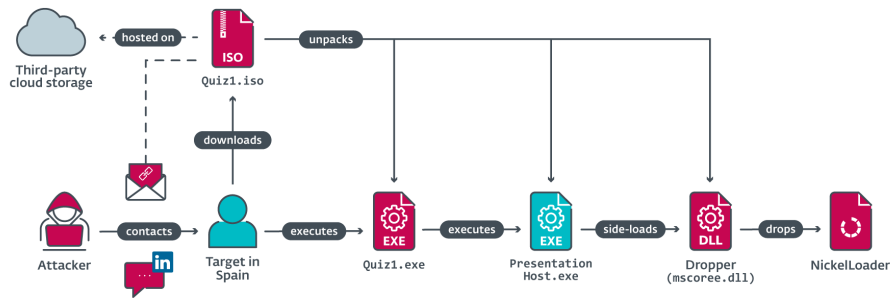 hosted on
ISO
unpacks
Third-party
cloud storage
Quiz1.iso
downloads
contacts
executes
EXE
executes
EXE
side-loads
DLL
drops
in
Attacker
Target in
Spain
Quiz1.exe
Presentation
Host.exe
Dropper
(mscoree.dll)
NickelLoader